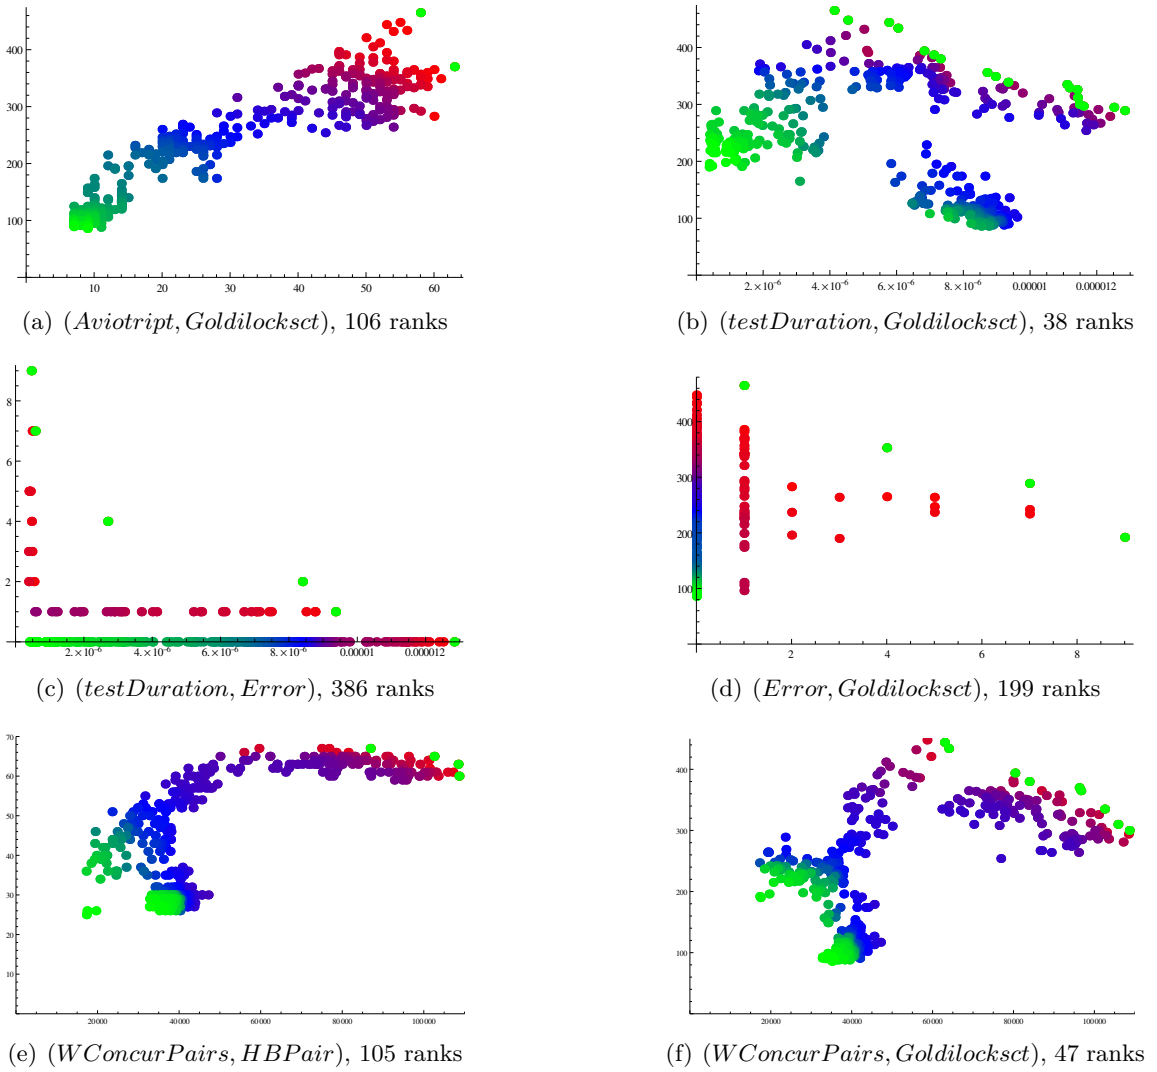 400
300
200
100
10 20 30 40 50 60
(a) (Aviotript, Goldilocksct), 106 ranks
400
300
200
100
2.×10⁻⁶ 4.×10⁻⁶ 6.×10⁻⁶ 8.×10⁻⁶ 0.00001 0.000012
(b) (testDuration, Goldilocksct), 38 ranks
8
6
4
2
2.×10⁻⁶ 4.×10⁻⁶ 6.×10⁻⁶ 8.×10⁻⁶ 0.00001 0.000012
(c) (testDuration, Error), 386 ranks
400
300
200
100
2 4 6 8
(d) (Error, Goldilocksct), 199 ranks
70
60
50
40
30
20
10
20000 40000 60000 80000 100000
(e) (WConcurPairs, HBPair), 105 ranks
400
300
200
100
20000 40000 60000 80000 100000
(f) (WConcurPairs, Goldilocksct), 47 ranks